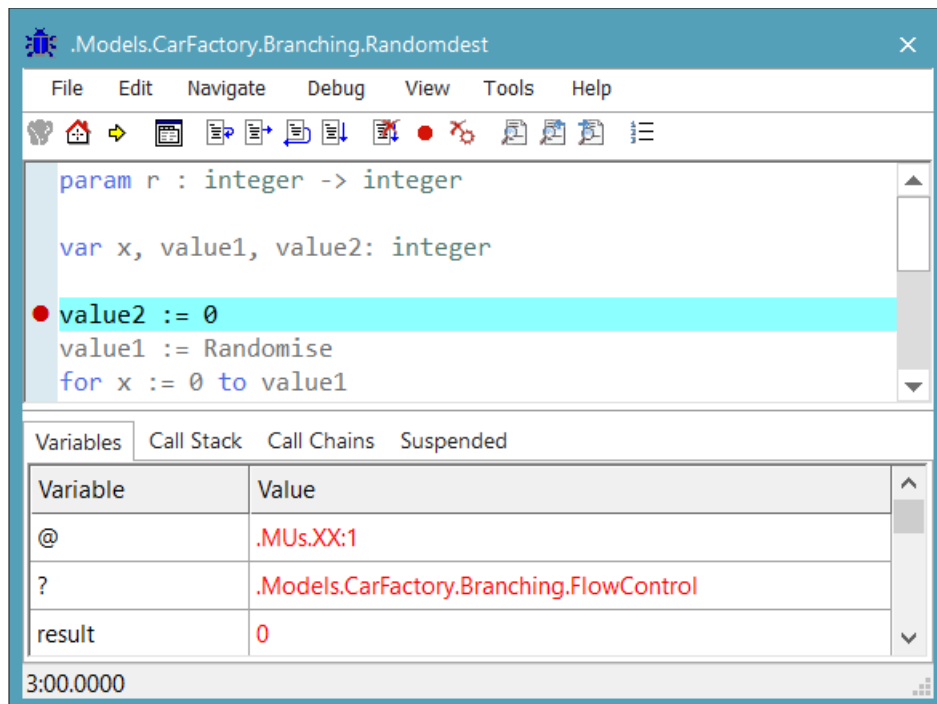 .Models.CarFactory.Branching.Randomdest
File Edit Navigate Debug View Tools Help
param r : integer -> integer
var x, value1, value2: integer
value2 := 0
value1 := Randomise
for x := 0 to value1
Variables Call Stack Call Chains Suspended
Variable Value
@ .MUs.XX:1
? .Models.CarFactory.Branching.FlowControl
result 0
3:00.0000